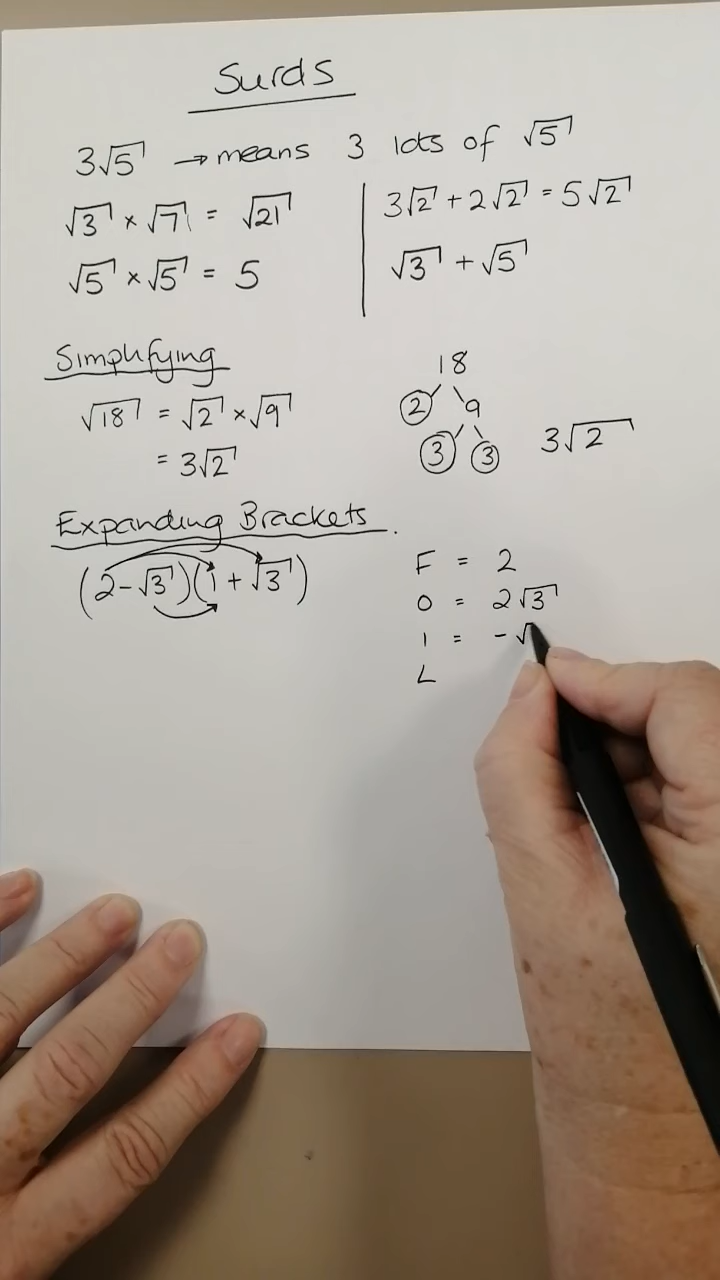 Surds
3√5 → means 3 lots of √5
√3 × √7 = √21
√5 × √5 = 5
3√2 + 2√2 = 5√2
√3 + √5
Simplifying
√18 = √2 × √9
= 3√2
18
2 9
3 3
3√2
Expanding Brackets.
(2-√3)(1 + √3)
F = 2
O = 2√3
I = -√
L